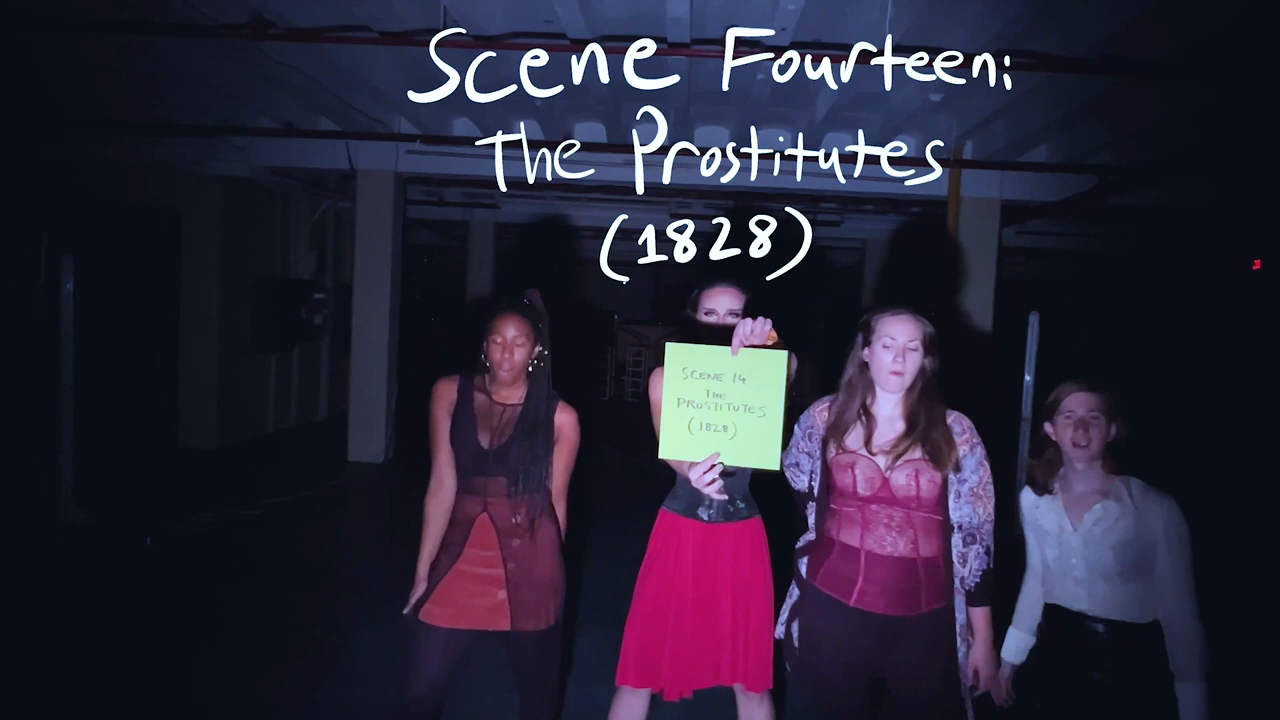 Scene Fourteen:
The Prostitutes
(1828)
SCENE 14
THE
PROSTITUTES
(1828)